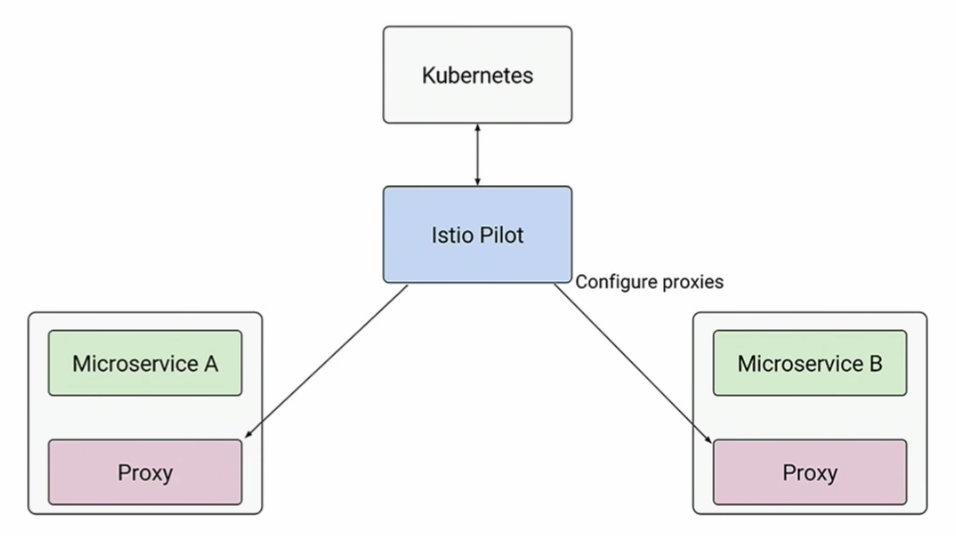 Kubernetes
Istio Pilot
Configure proxies
Microservice A
Microservice B
Proxy
Proxy